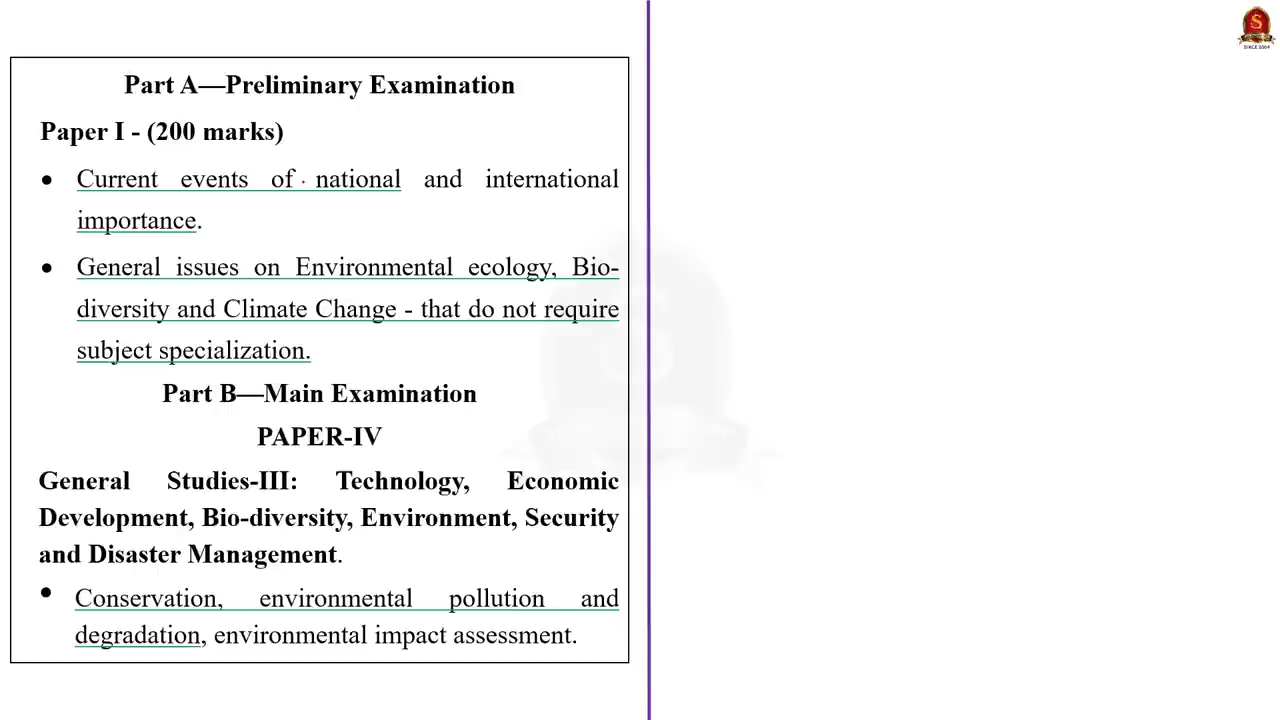 Part A—Preliminary Examination
Paper I - (200 marks)
• Current events of national and international
importance.
• General issues on Environmental ecology, Bio-
diversity and Climate Change - that do not require
subject specialization.
Part B—Main Examination
PAPER-IV
General Studies-III: Technology, Economic
Development, Bio-diversity, Environment, Security
and Disaster Management.
• Conservation, environmental pollution and
degradation, environmental impact assessment.
S